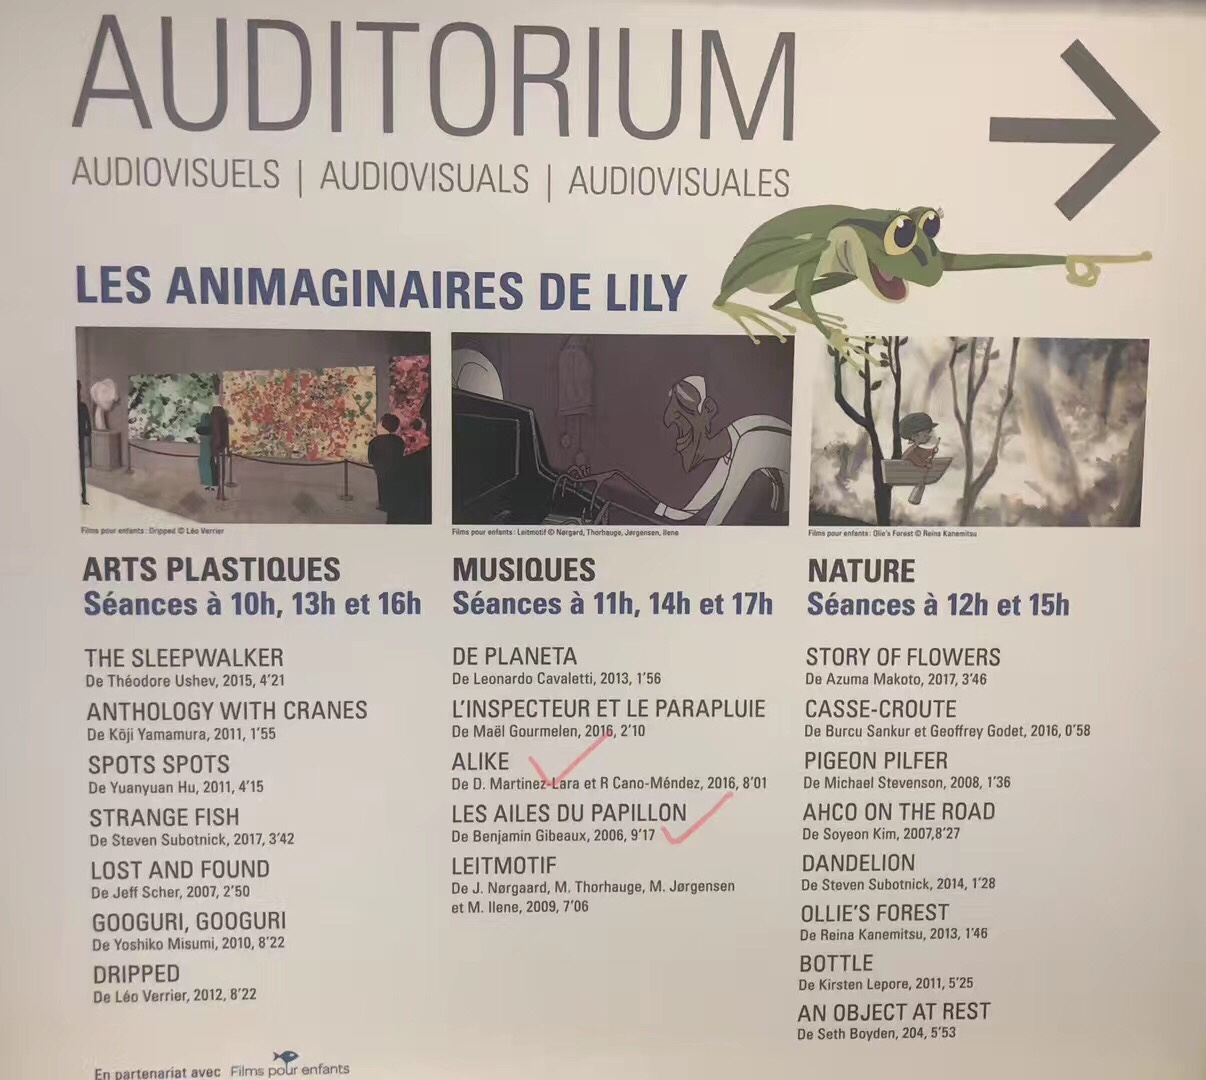 AUDITORIUM
AUDIOVISUELS | AUDIOVISUALS | AUDIOVISUALES
LES ANIMAGINAIRES DE LILY
Films pour enfants: Dripped © Léo Verrier
ARTS PLASTIQUES
Séances à 10h, 13h et 16h
THE SLEEPWALKER
De Théodore Ushev, 2015, 4'21
ANTHOLOGY WITH CRANES
De Kōji Yamamura, 2011, 1'55
SPOTS SPOTS
De Yuanyuan Hu, 2011, 4'15
STRANGE FISH
De Steven Subotnick, 2017, 3'42
LOST AND FOUND
De Jeff Scher, 2007, 2'50
GOOGURI, GOOGURI
De Yoshiko Misumi, 2010, 8'22
DRIPPED
De Léo Verrier, 2012, 8'22
Films pour enfants: Leitmotif © Nørgard, Thorhauge, Jørgensen, Ilene
MUSIQUES
Séances à 11h, 14h et 17h
DE PLANETA
De Leonardo Cavaletti, 2013, 1'56
L'INSPECTEUR ET LE PARAPLUIE
De Maël Gourmelen, 2016, 2'10
ALIKE
De D. Martinez-Lara et R Cano-Méndez, 2016, 8'01
LES AILES DU PAPILLON
De Benjamin Gibeaux, 2006, 9'17
LEITMOTIF
De J. Nørgaard, M. Thorhauge, M. Jørgensen
et M. Ilene, 2009, 7'06
Films pour enfants: Olie's Forest © Reina Kanemitsu
NATURE
Séances à 12h et 15h
STORY OF FLOWERS
De Azuma Makoto, 2017, 3'46
CASSE-CROUTE
De Burcu Sankur et Geoffrey Godet, 2016, 0'58
PIGEON PILFER
De Michael Stevenson, 2008, 1'36
AHCO ON THE ROAD
De Soyeon Kim, 2007,8'27
DANDELION
De Steven Subotnick, 2014, 1'28
OLLIE'S FOREST
De Reina Kanemitsu, 2013, 1'46
BOTTLE
De Kirsten Lepore, 2011, 5'25
AN OBJECT AT REST
De Seth Boyden, 204, 5'53
En partenariat avec Films pour enfants